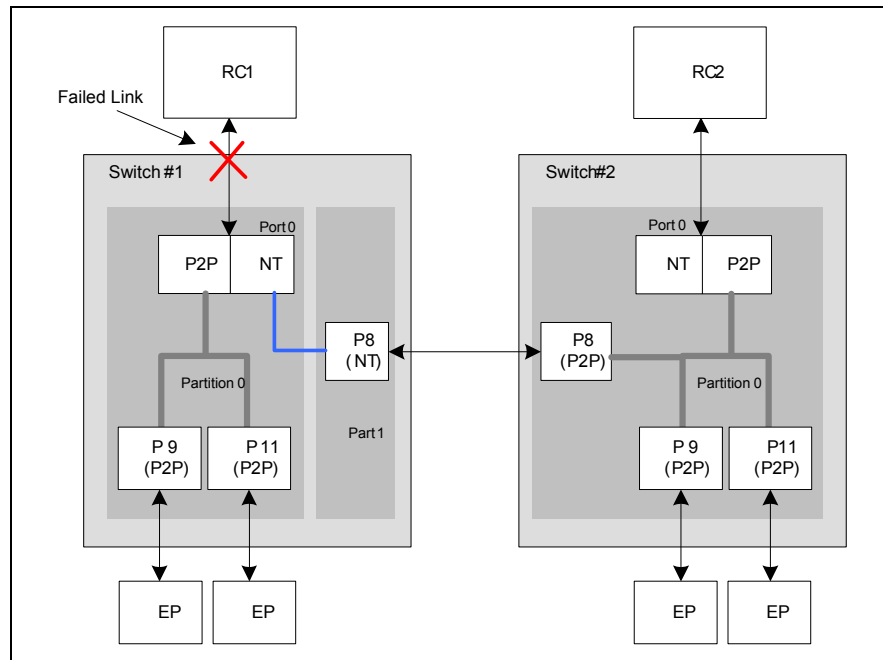 RC1
RC2
Failed Link
Switch #1
Switch#2
Port 0
P2P
NT
Port 0
NT
P2P
P8
(NT)
P8
(P2P)
Partition 0
Partition 0
Part 1
P 9
(P2P)
P 11
(P2P)
P 9
(P2P)
P11
(P2P)
EP
EP
EP
EP